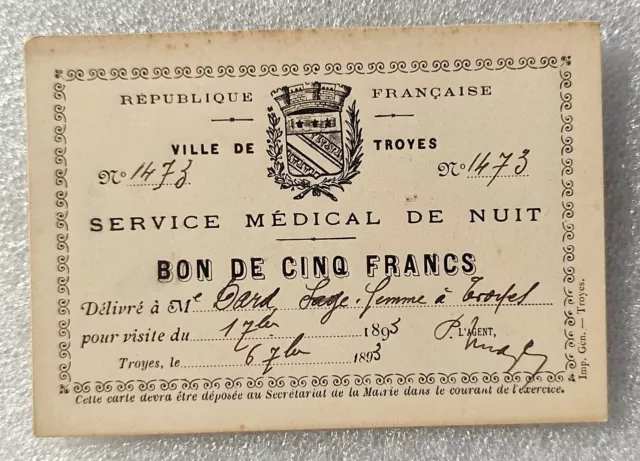 RÉPUBLIQUE FRANÇAISE
VILLE DE TROYES
Nº 1473 Nº 1473
SERVICE MÉDICAL DE NUIT
BON DE CINQ FRANCS
Délivré à Me Dard Sage-femme à Troyes
pour visite du 1 7bre 1893 P. L'AGENT,
Troyes, le 6 7bre 1893
Cette carte devra être déposée au Secrétariat de la Mairie dans le courant de l'exercice.
Imp. Gén. — Troyes.